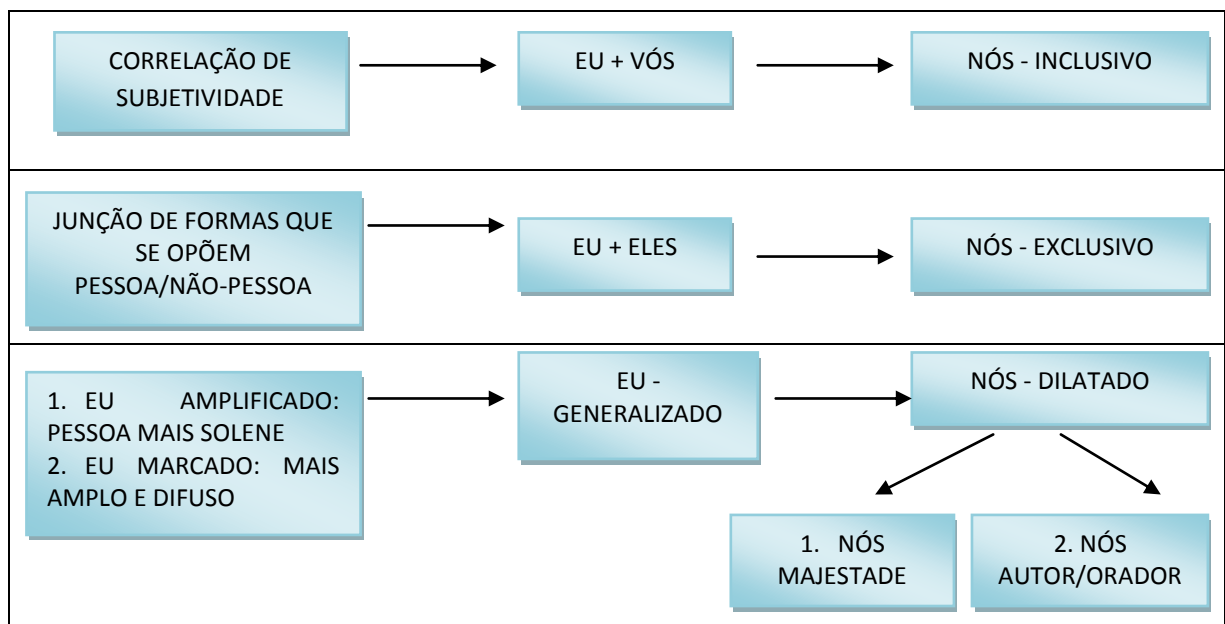 CORRELAÇÃO DE
SUBJETIVIDADE
EU + VÓS
NÓS - INCLUSIVO
JUNÇÃO DE FORMAS QUE
SE OPÕEM
PESSOA/NÃO-PESSOA
EU + ELES
NÓS - EXCLUSIVO
1. EU AMPLIFICADO:
PESSOA MAIS SOLENE
2. EU MARCADO: MAIS
AMPLO E DIFUSO
EU -
GENERALIZADO
NÓS - DILATADO
1. NÓS
MAJESTADE
2. NÓS
AUTOR/ORADOR